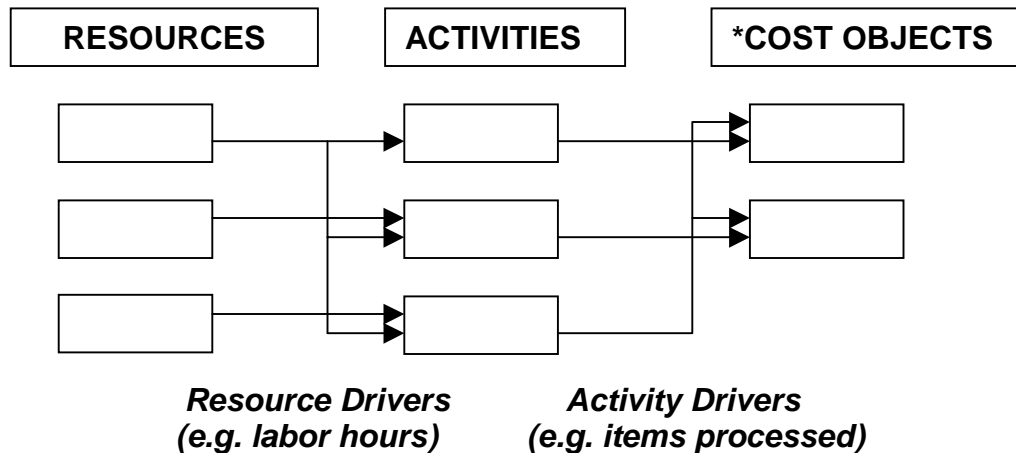 RESOURCES
ACTIVITIES
*COST OBJECTS
Resource Drivers
(e.g. labor hours)
Activity Drivers
(e.g. items processed)